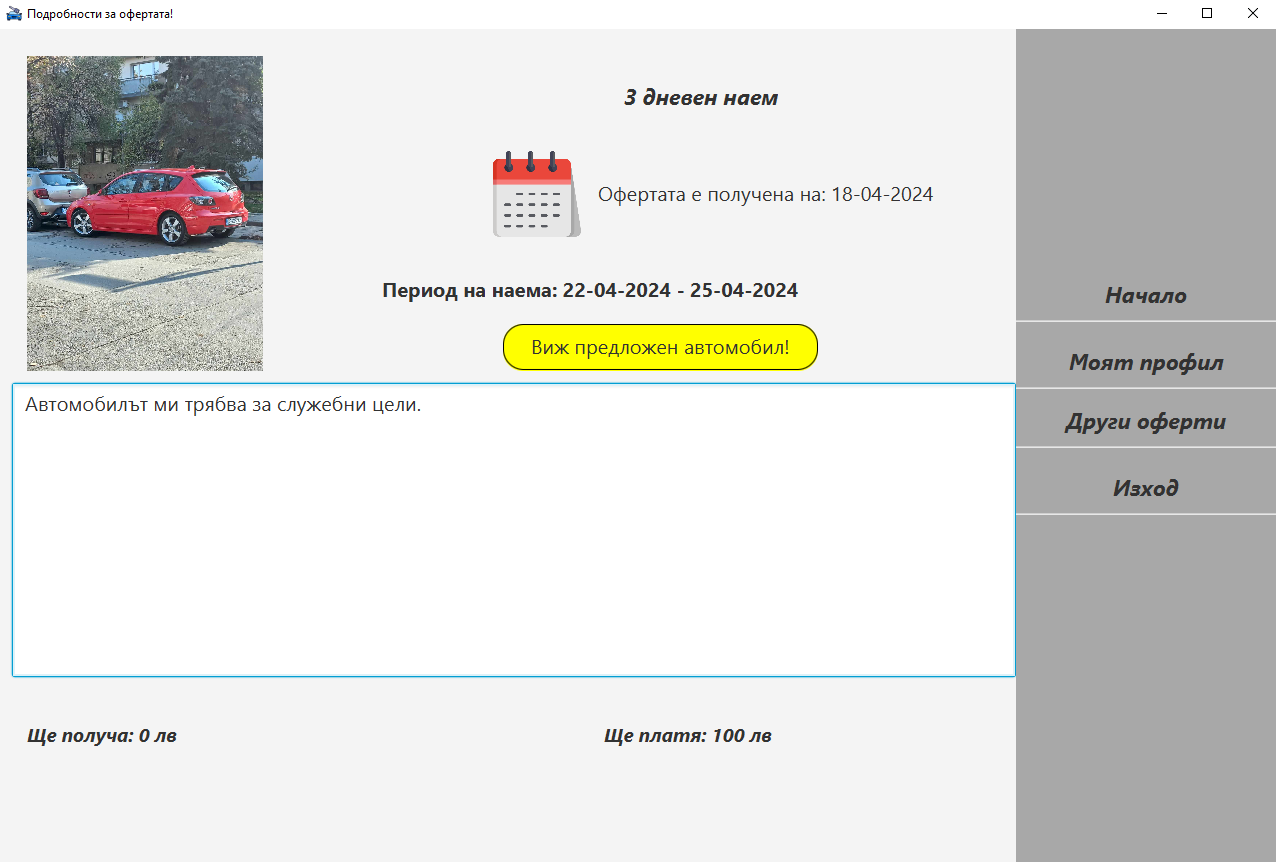 Подробности за офертата!
3 дневен наем
Офертата е получена на: 18-04-2024
Период на наема: 22-04-2024 - 25-04-2024
Виж предложен автомобил!
Автомобилът ми трябва за служебни цели.
Ще получа: 0 лв
Ще платя: 100 лв
Начало
Моят профил
Други оферти
Изход